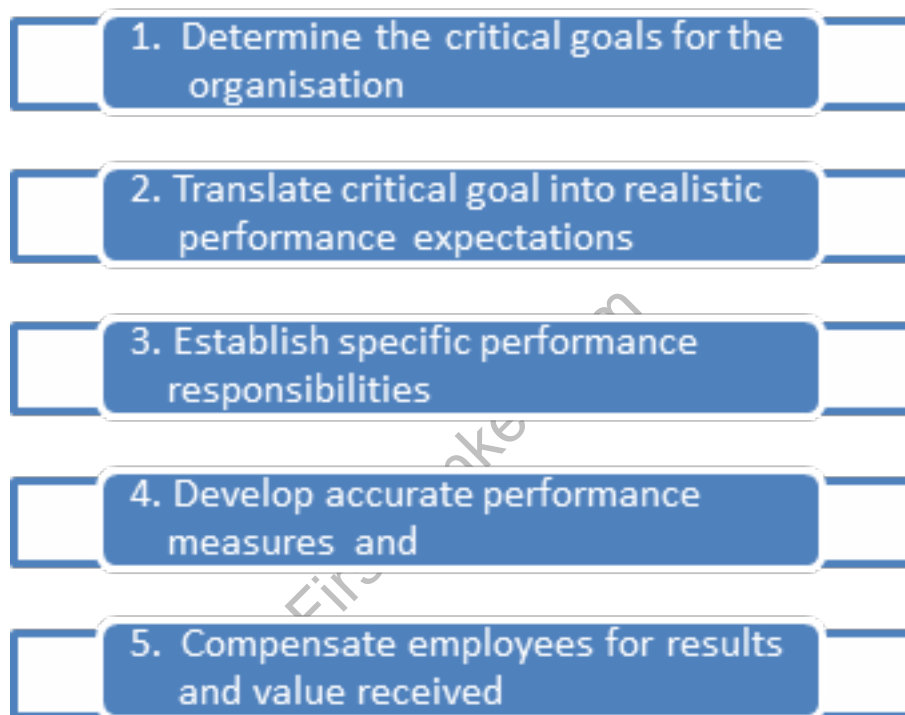 1. Determine the critical goals for the
organisation
2. Translate critical goal into realistic
performance expectations
3. Establish specific performance
responsibilities
4. Develop accurate performance
measures and
5. Compensate employees for results
and value received